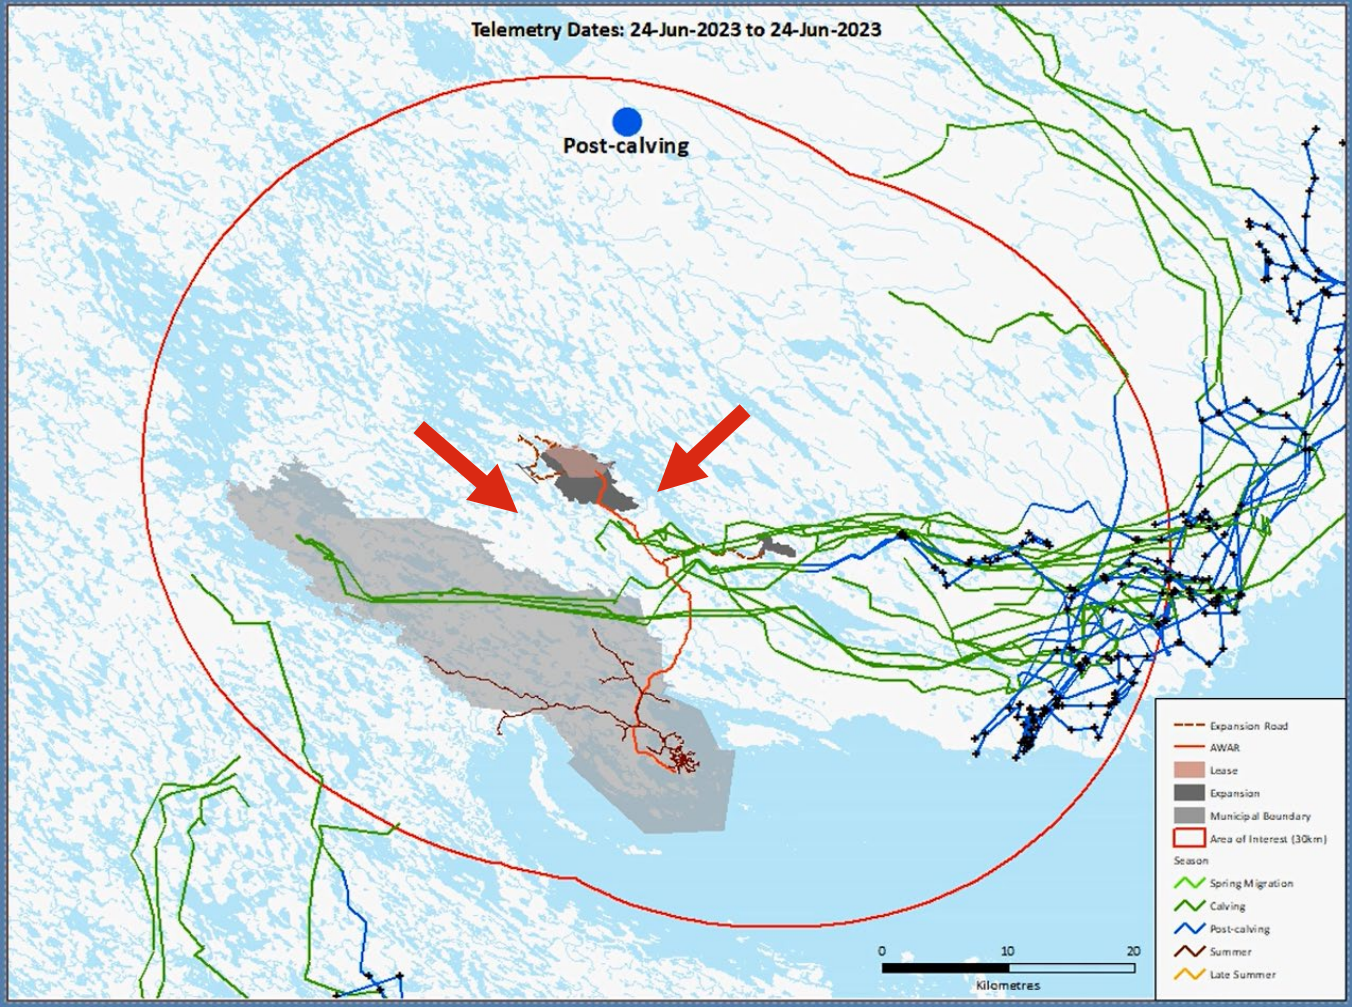 Telemetry Dates: 24-Jun-2023 to 24-Jun-2023
Post-calving
Expansion Road
AWAR
Lease
Expansion
Municipal Boundary
Area of Interest (30km)
Season
Spring Migration
Calving
Post-calving
Summer
Late Summer
0 10 20
Kilometres